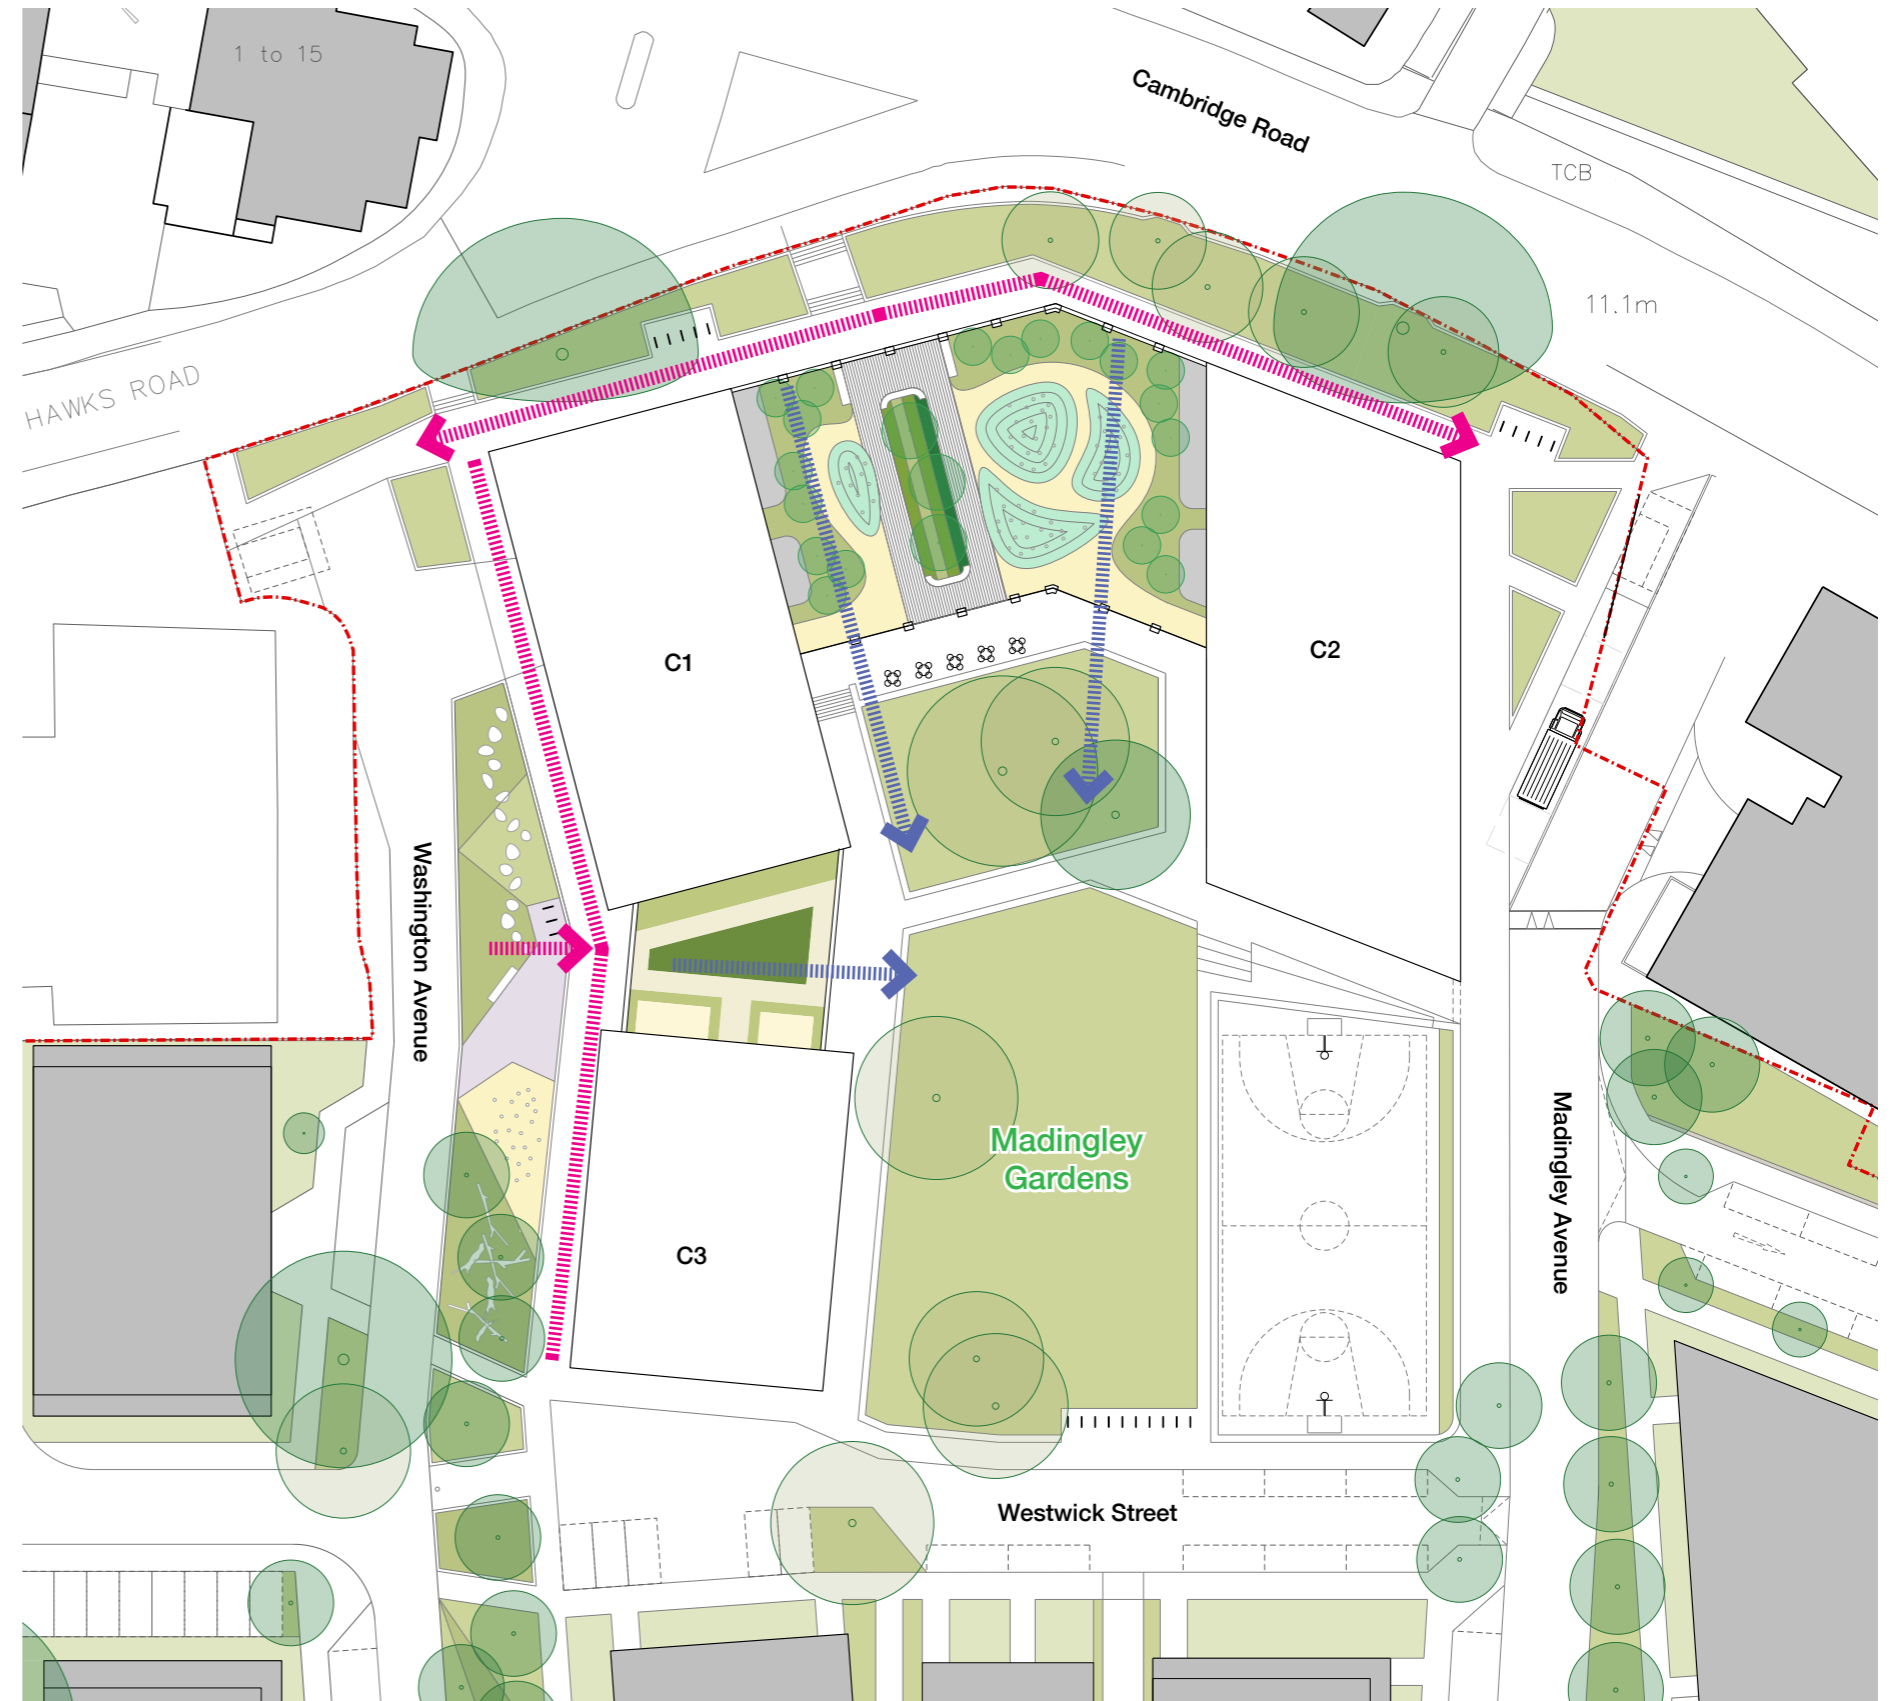 1 to 15
Cambridge Road
TCB
11.1m
HAWKS ROAD
C1
C2
Washington Avenue
Madingley
Gardens
Madingley Avenue
C3
Westwick Street